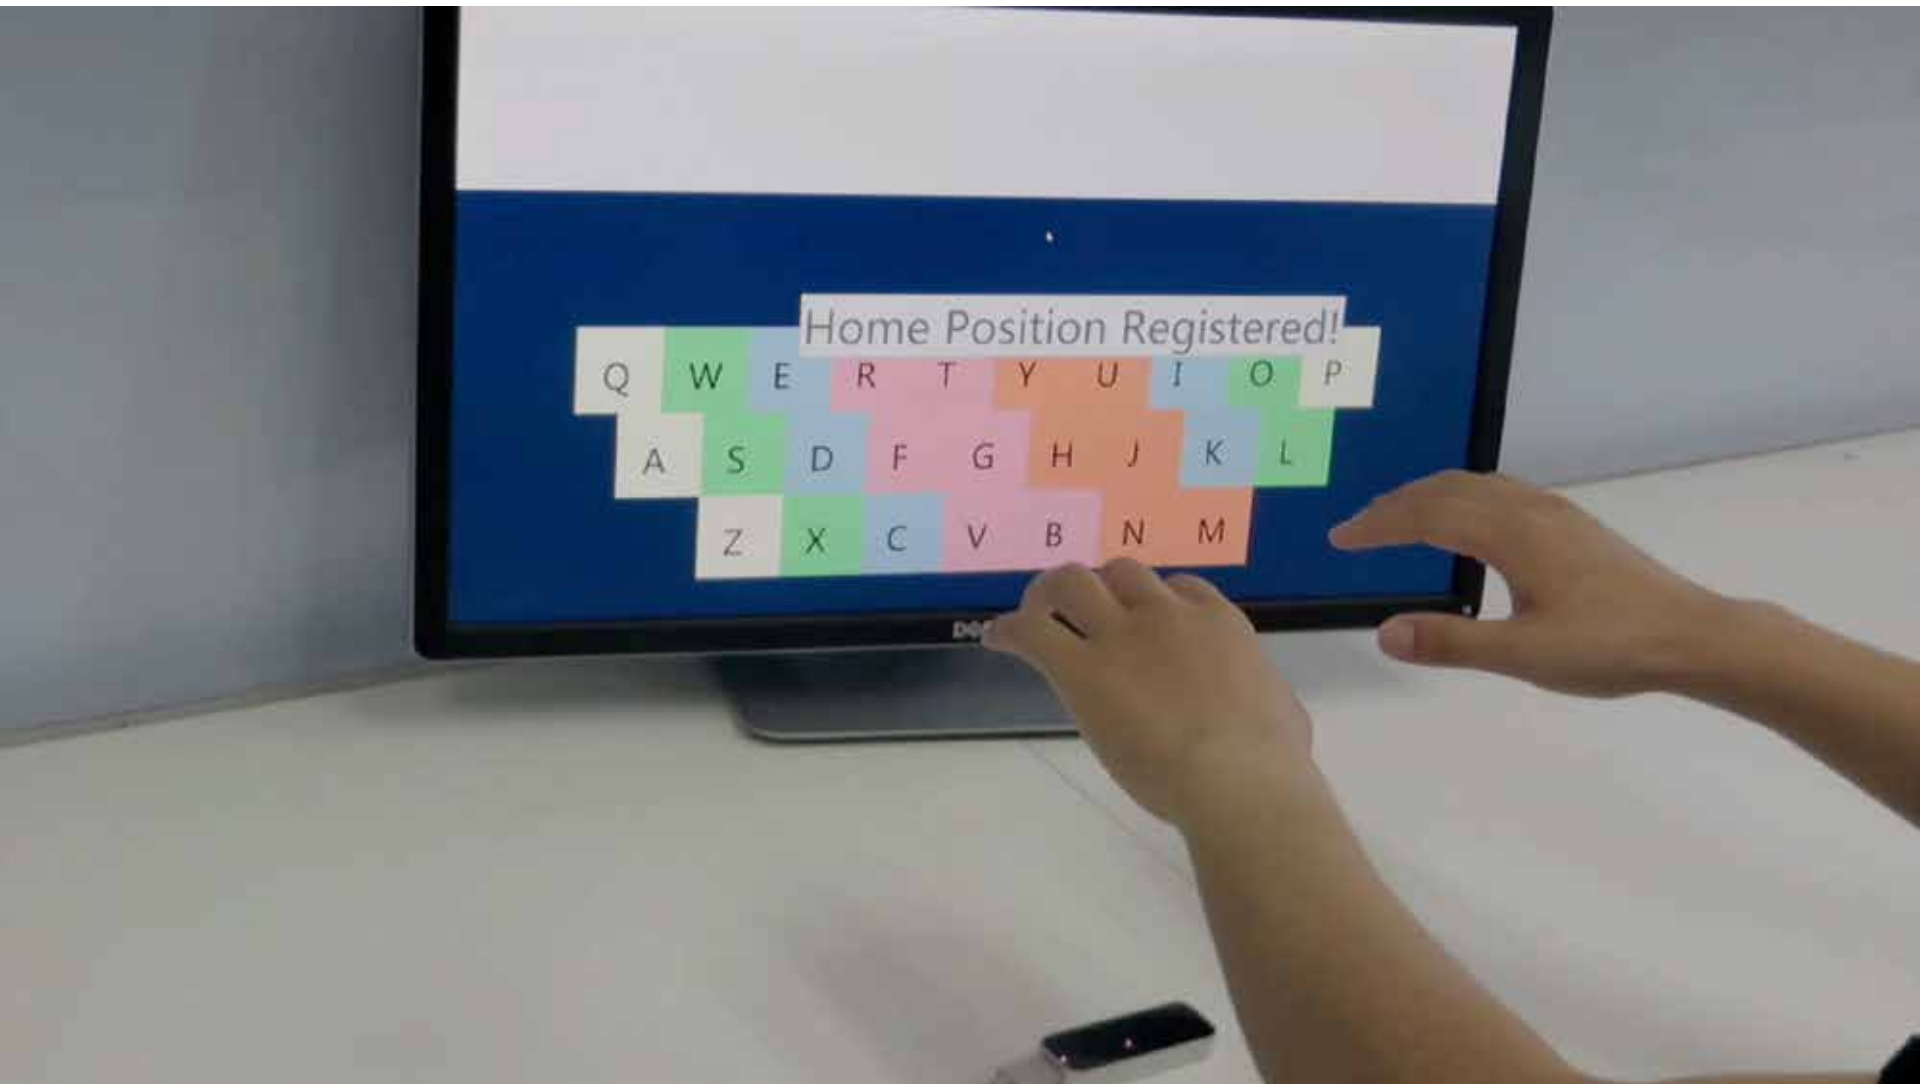 Home Position Registered!
Q W E R T Y U I O P
A S D F G H J K L
Z X C V B N M